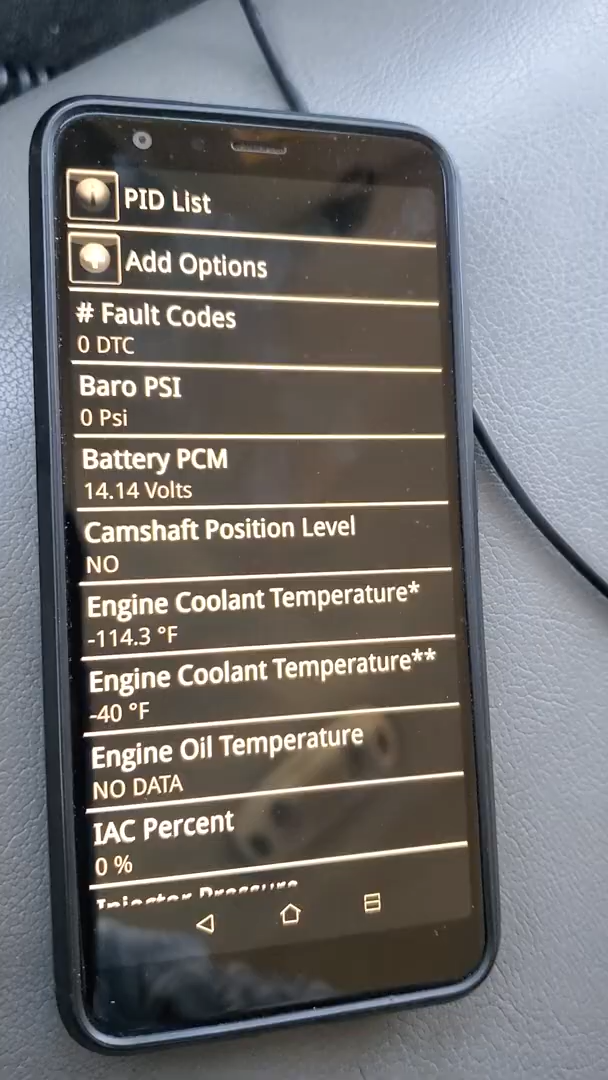 PID List
Add Options
# Fault Codes
0 DTC
Baro PSI
0 Psi
Battery PCM
14.14 Volts
Camshaft Position Level
NO
Engine Coolant Temperature*
-114.3 °F
Engine Coolant Temperature**
-40 °F
Engine Oil Temperature
NO DATA
IAC Percent
0 %
Injector Pressure